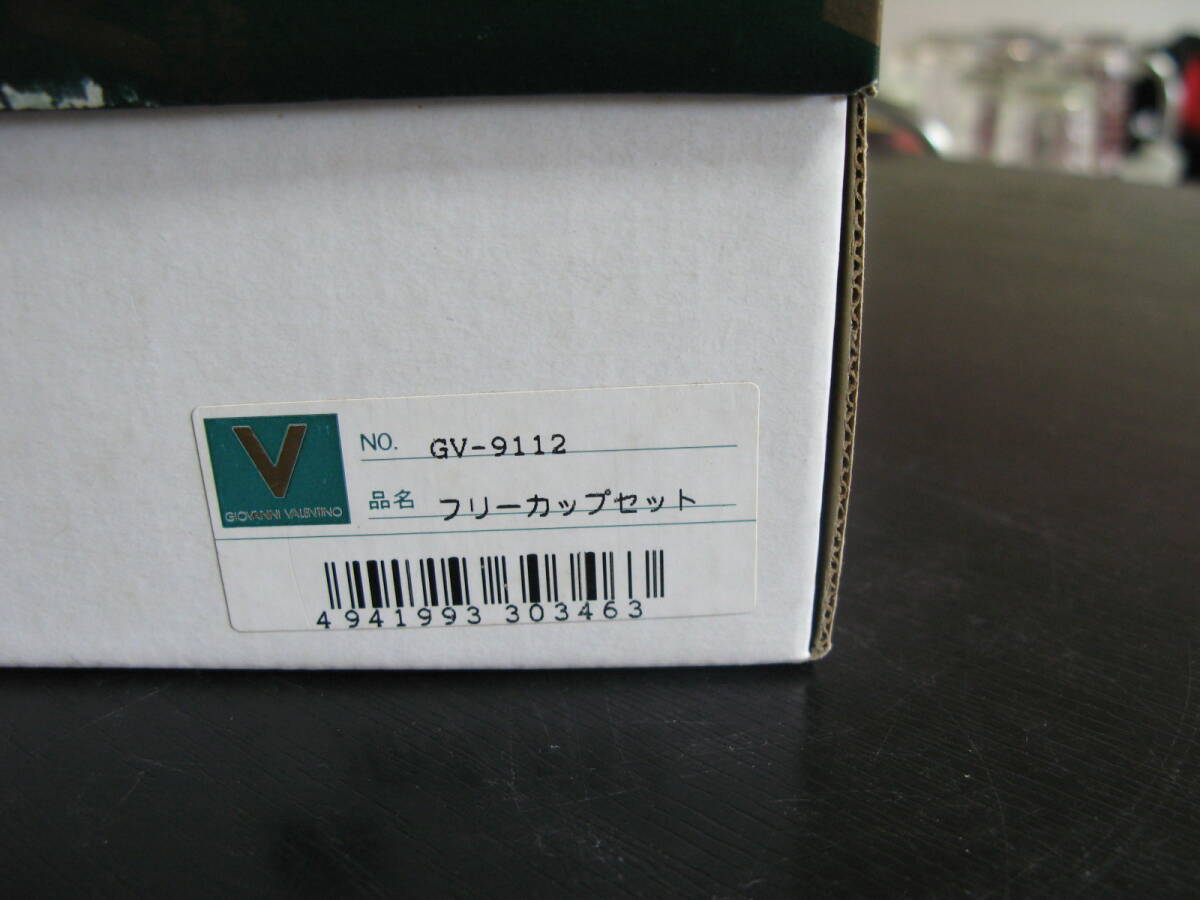 V
GIOVANNI VALENTINO
NO. GV-9112
品名 フリーカップセット
4941993 303463